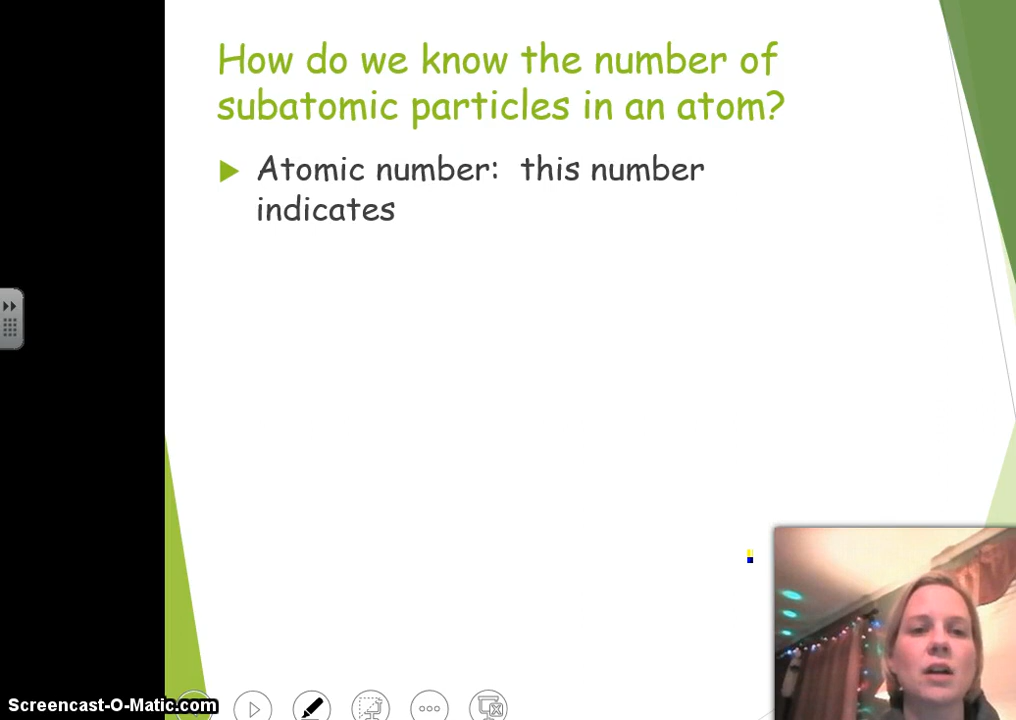 How do we know the number of
subatomic particles in an atom?
Atomic number:  this number
indicates
Screencast-O-Matic.com